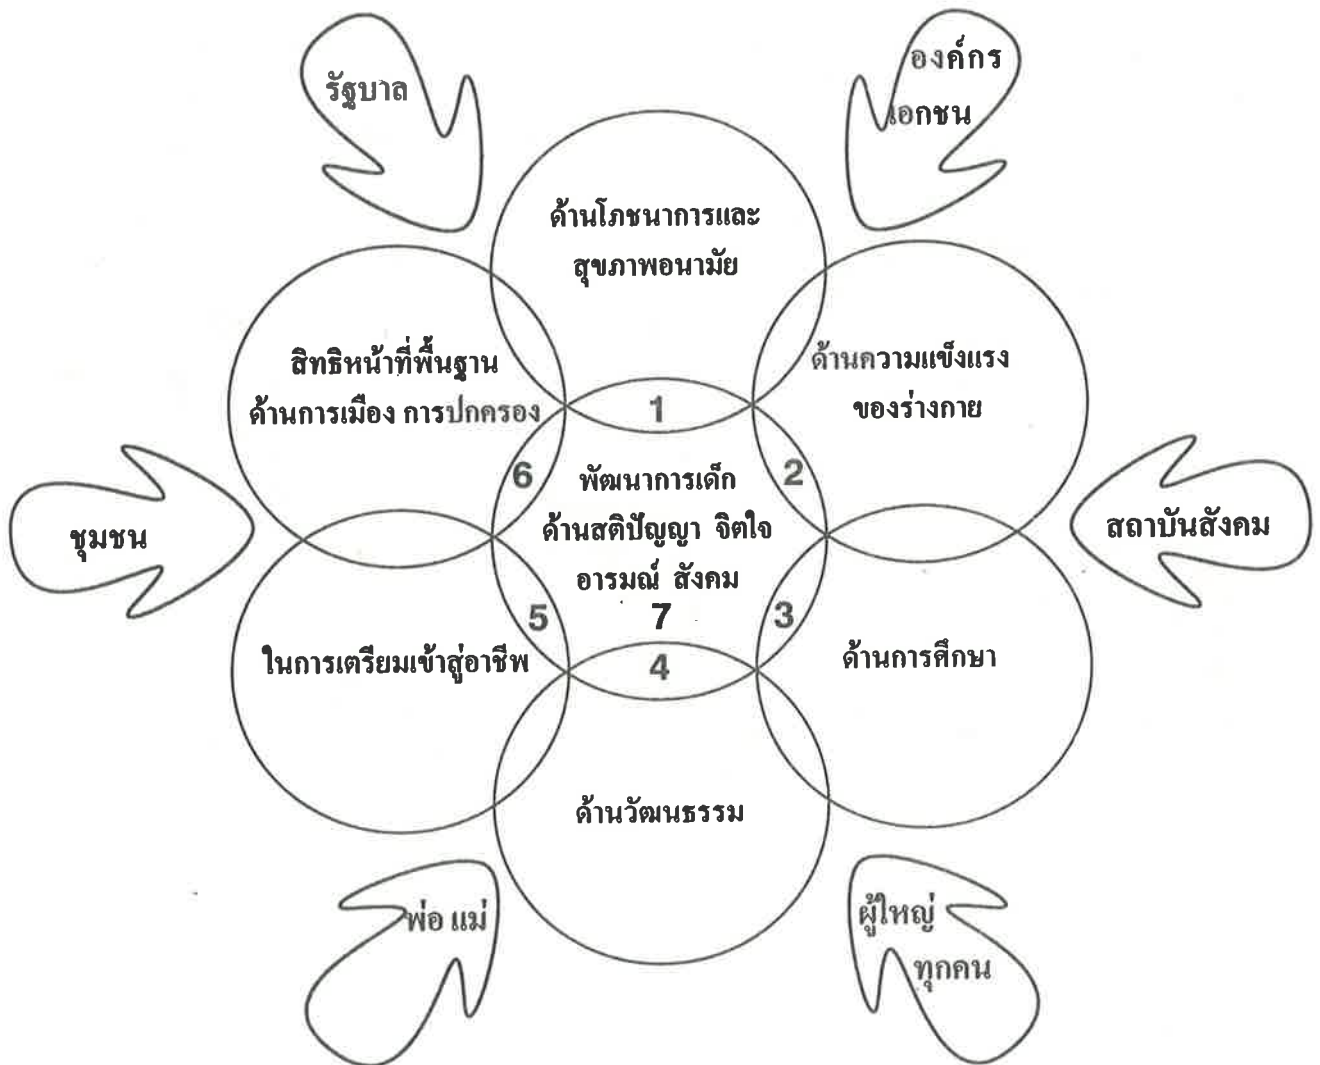 รัฐบาล
องค์กร
เอกชน
ด้านโภชนาการและ
สุขภาพอนามัย
สิทธิหน้าที่พื้นฐาน
ด้านการเมือง การปกครอง
ด้านความแข็งแรง
ของร่างกาย
1
6
2
พัฒนาการเด็ก
ด้านสติปัญญา จิตใจ
อารมณ์ สังคม
7
ชุมชน
สถาบันสังคม
5
3
4
ในการเตรียมเข้าสู่อาชีพ
ด้านการศึกษา
ด้านวัฒนธรรม
พ่อ แม่
ผู้ใหญ่
ทุกคน